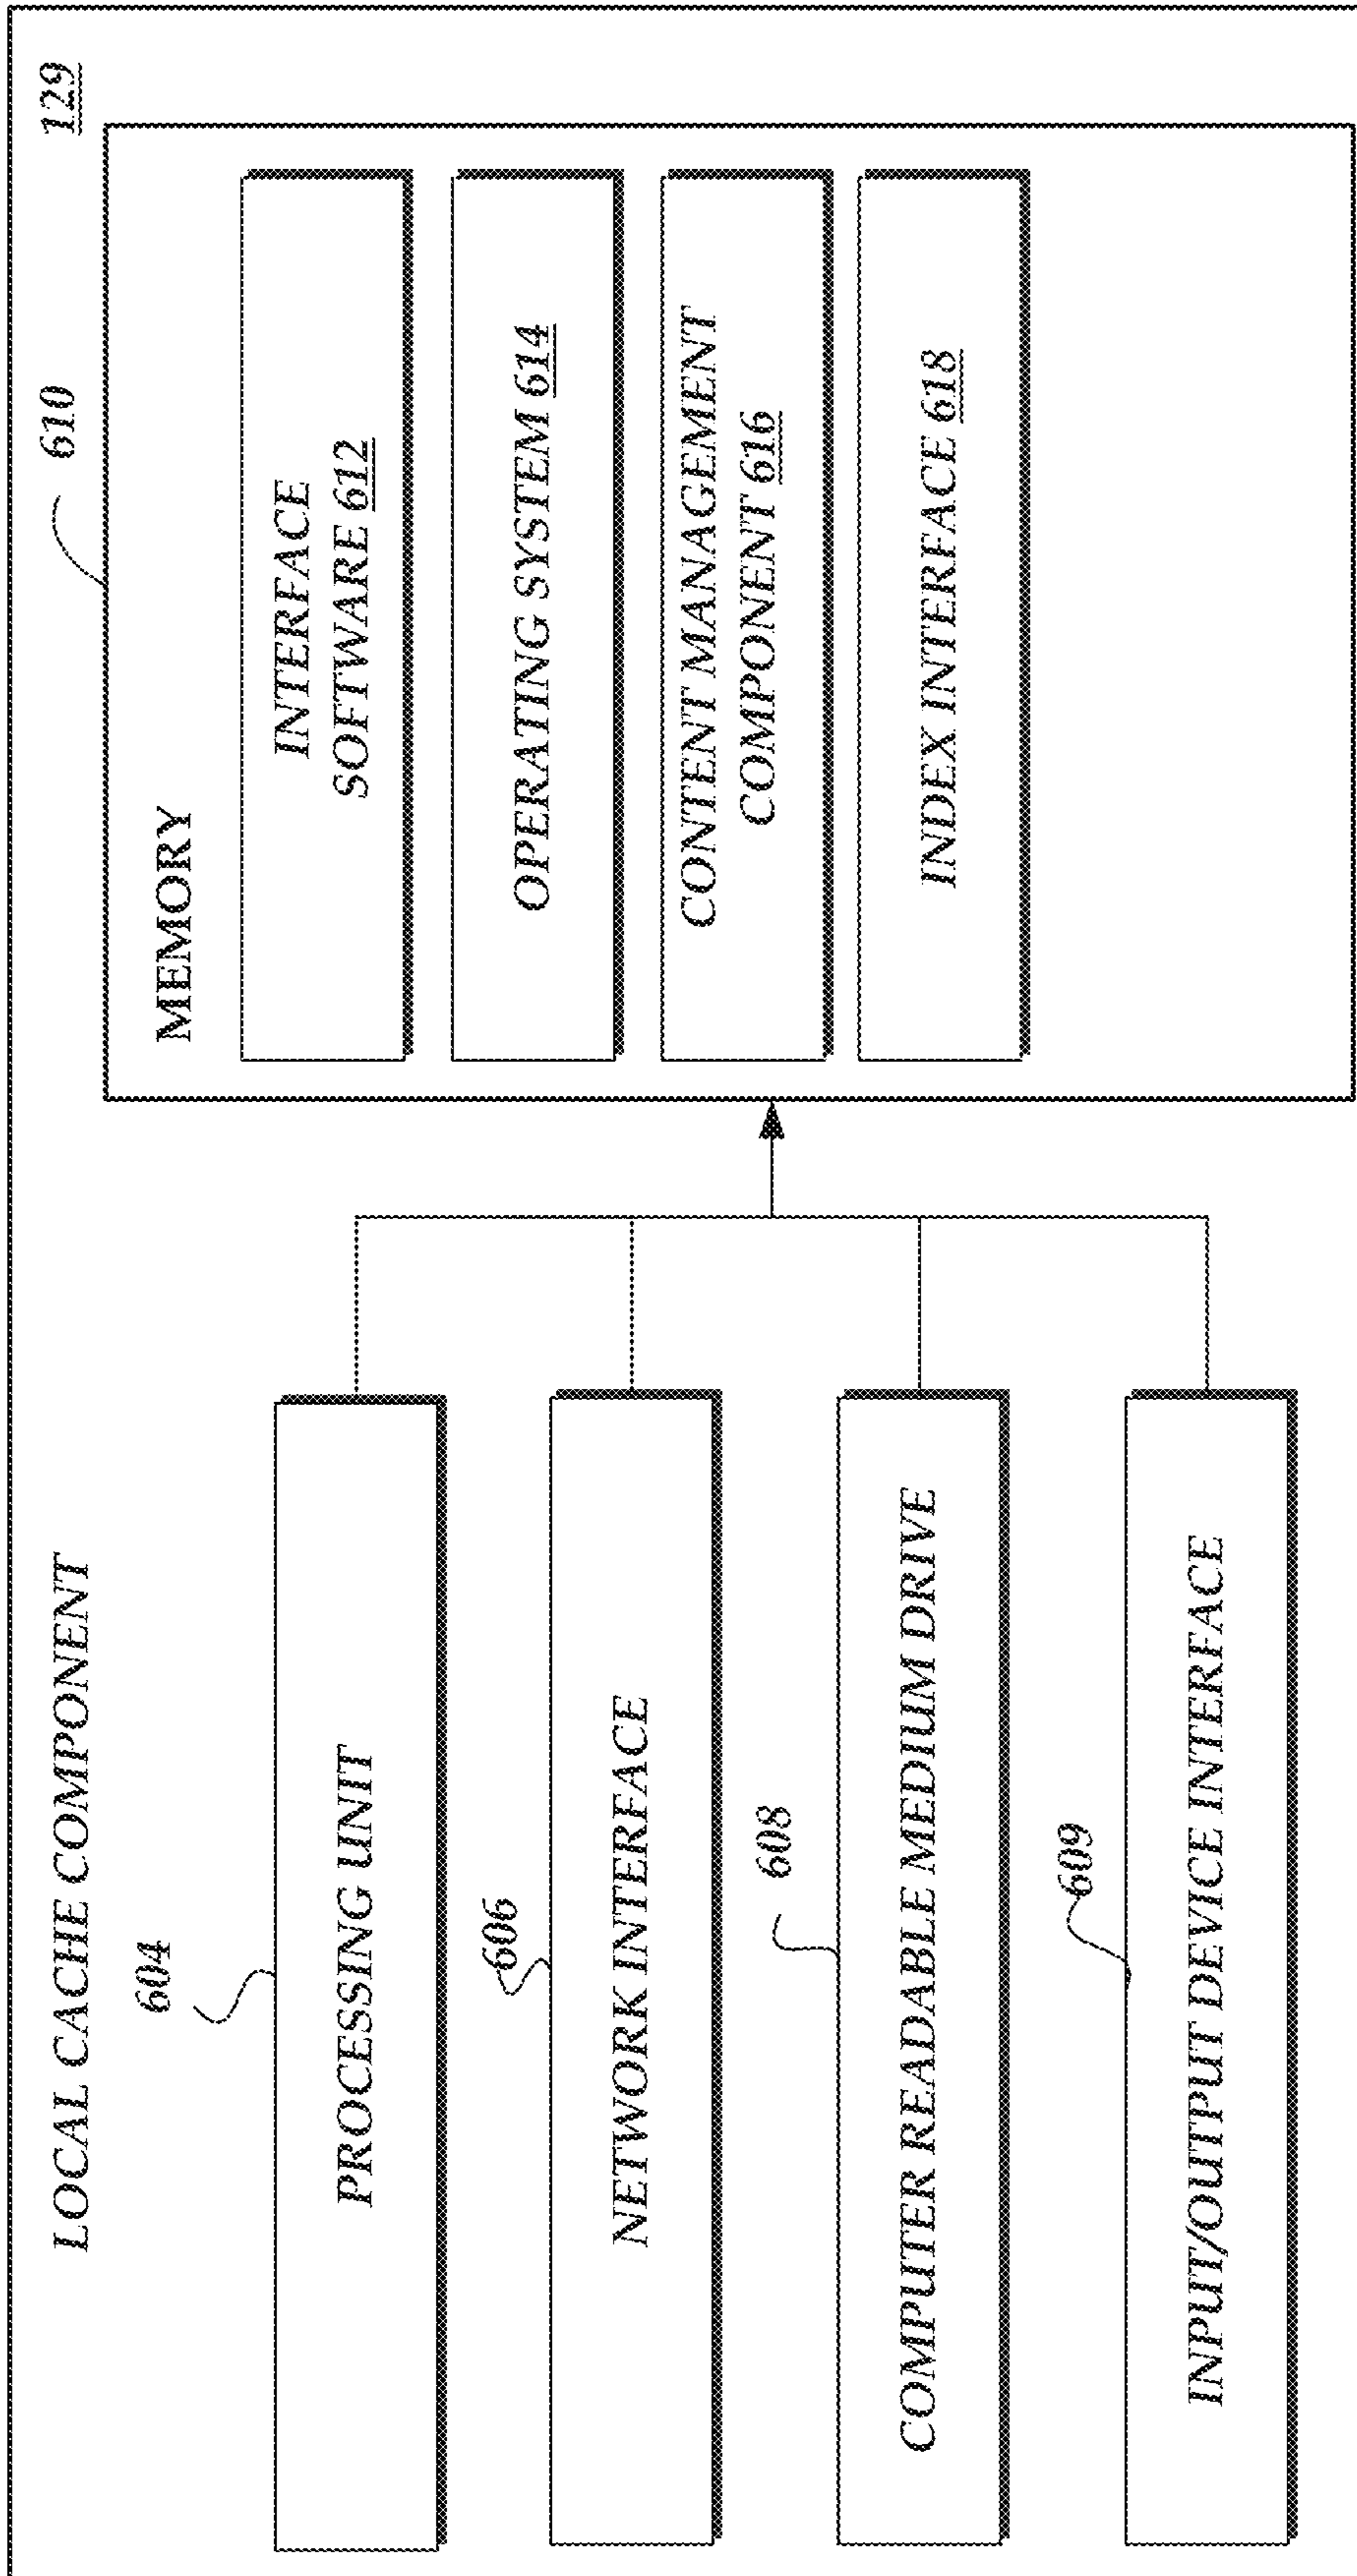 LOCAL CACHE COMPONENT
129
604
PROCESSING UNIT
606
NETWORK INTERFACE
608
COMPUTER READABLE MEDIUM DRIVE
609
INPUT/OUTPUT DEVICE INTERFACE
610
MEMORY
INTERFACE
SOFTWARE 612
OPERATING SYSTEM 614
CONTENT MANAGEMENT
COMPONENT 616
INDEX INTERFACE 618